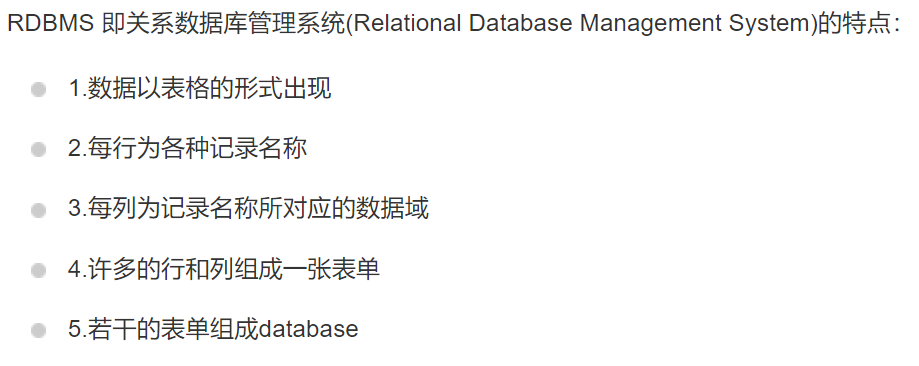 RDBMS 即关系数据库管理系统(Relational Database Management System)的特点：
1.数据以表格的形式出现
2.每行为各种记录名称
3.每列为记录名称所对应的数据域
4.许多的行和列组成一张表单
5.若干的表单组成database